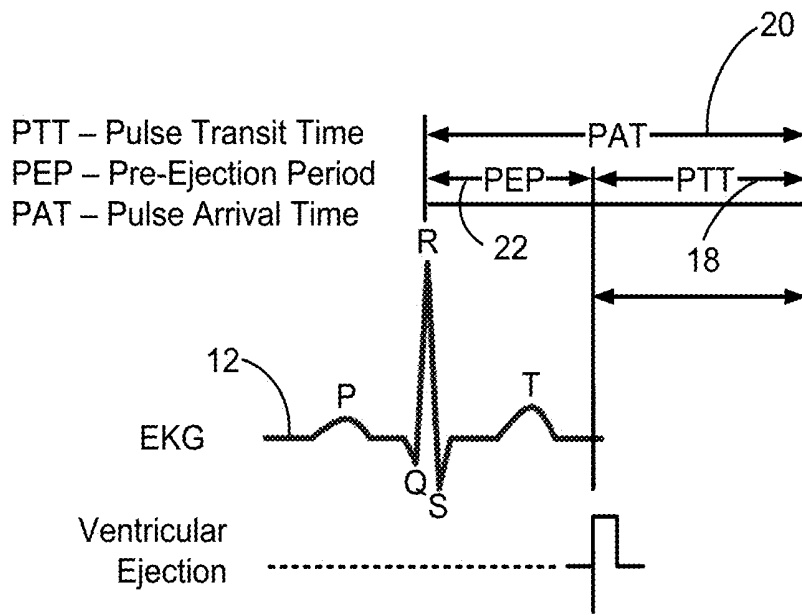 20
PTT – Pulse Transit Time
PAT
PEP – Pre-Ejection Period
PEP
PTT
PAT – Pulse Arrival Time
22
18
R
12
P
T
EKG
Q
S
Ventricular
Ejection